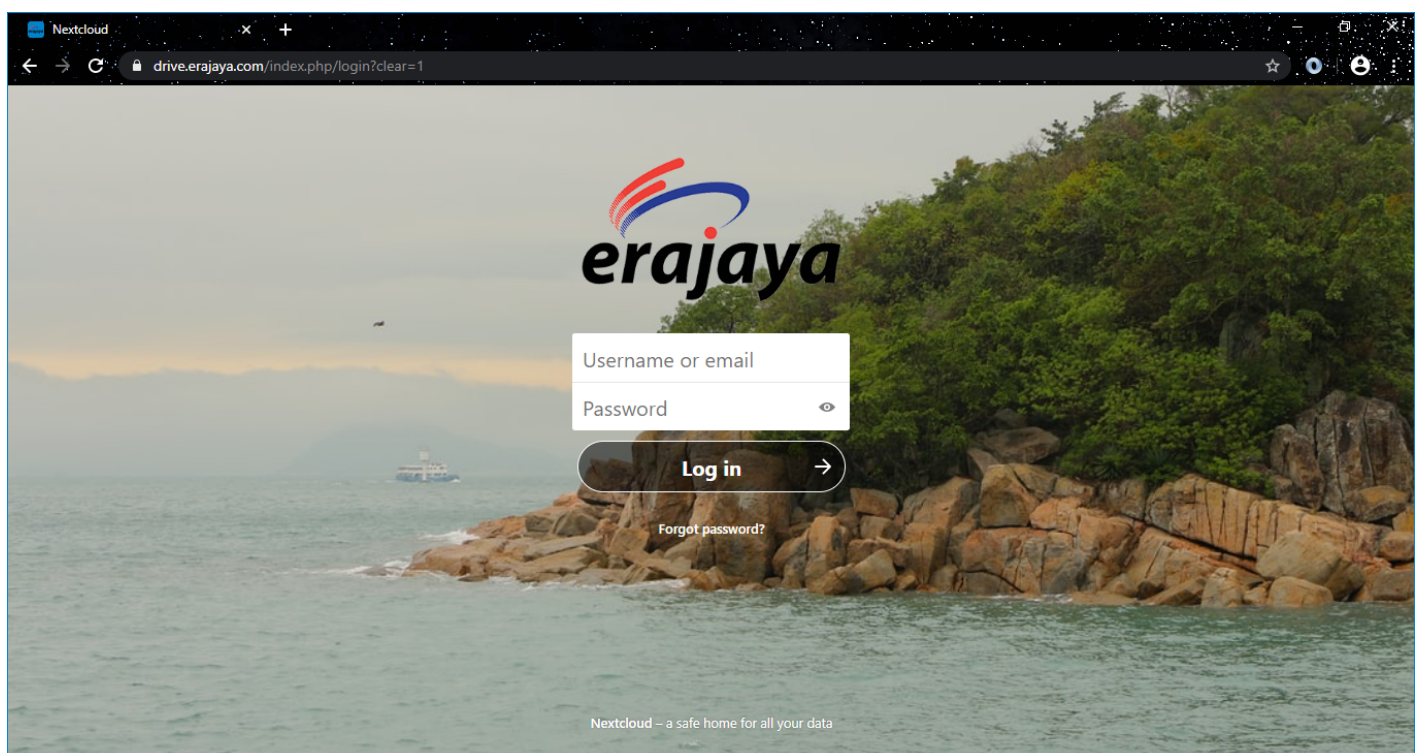 Nextcloud
drive.erajaya.com/index.php/login?clear=1
erajaya
Username or email
Password
Log in
Forgot password?
Nextcloud – a safe home for all your data